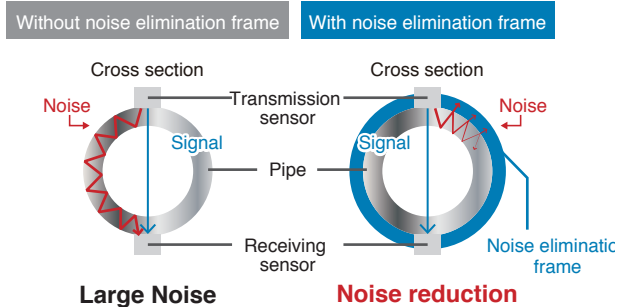 Without noise elimination frame
With noise elimination frame
Cross section
Cross section
Noise
Transmission
sensor
Noise
Signal
Signal
Pipe
Receiving
sensor
Noise eliminatic
frame
Large Noise
Noise reduction